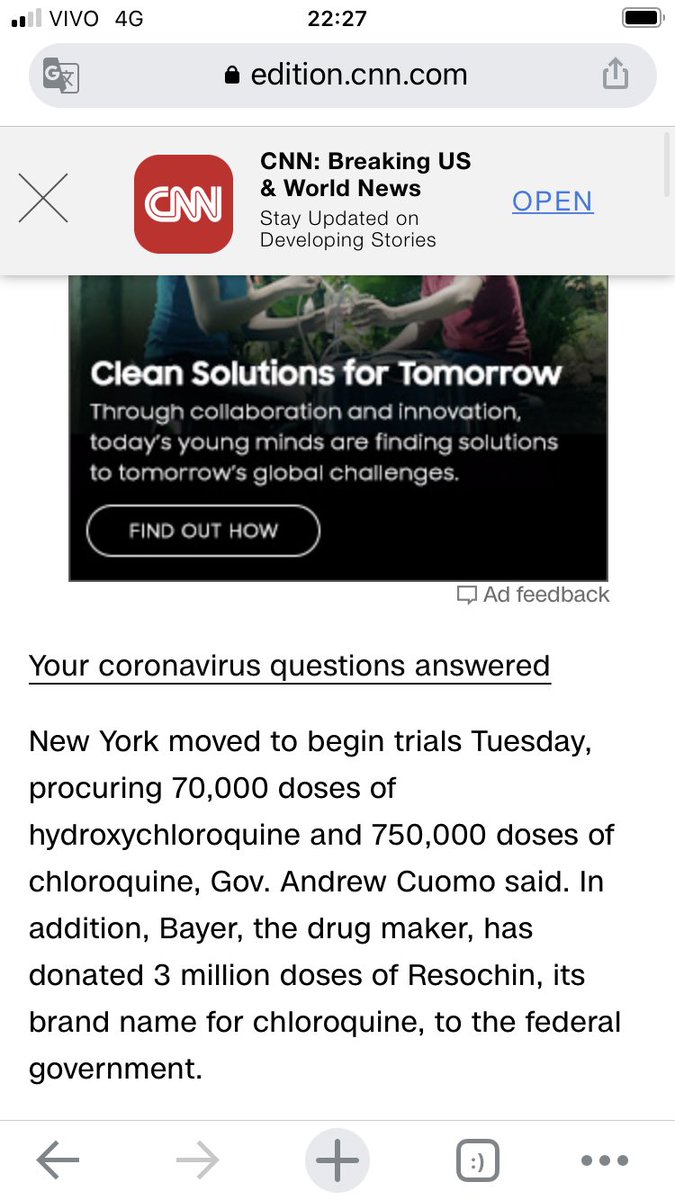 VIVO 4G 22:27
edition.cnn.com
CNN
CNN: Breaking US
& World News
Stay Updated on
Developing Stories
OPEN
Clean Solutions for Tomorrow
Through collaboration and innovation,
today's young minds are finding solutions
to tomorrow's global challenges.
FIND OUT HOW
Ad feedback
Your coronavirus questions answered
New York moved to begin trials Tuesday,
procuring 70,000 doses of
hydroxychloroquine and 750,000 doses of
chloroquine, Gov. Andrew Cuomo said. In
addition, Bayer, the drug maker, has
donated 3 million doses of Resochin, its
brand name for chloroquine, to the federal
government.
:)